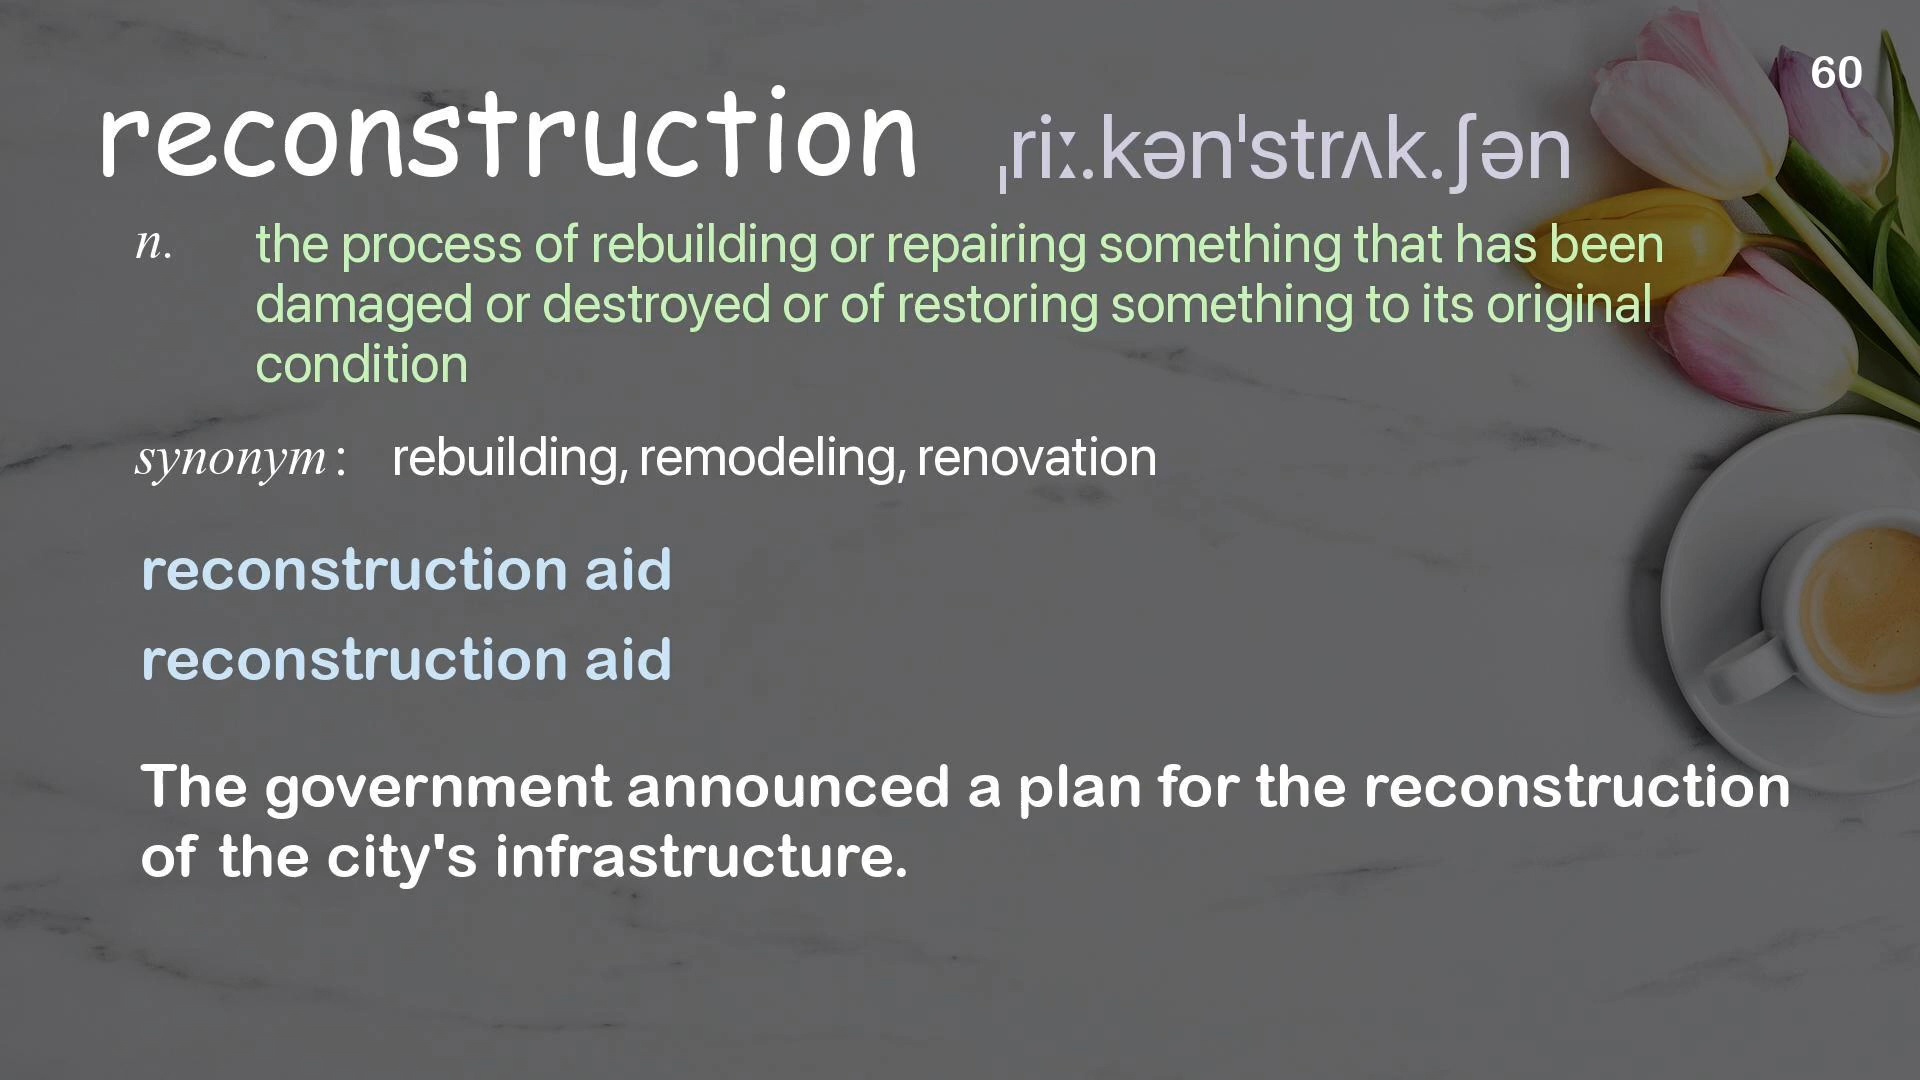 60
reconstruction ˌriː.kən'strʌk.ʃən
n. the process of rebuilding or repairing something that has been
damaged or destroyed or of restoring something to its original
condition
synonym: rebuilding, remodeling, renovation
reconstruction aid
reconstruction aid
The government announced a plan for the reconstruction
of the city's infrastructure.